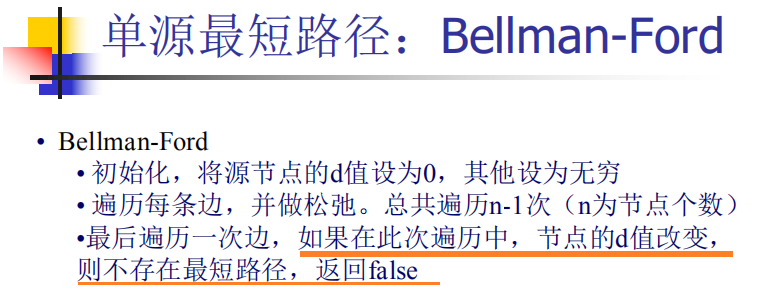 单源最短路径：Bellman-Ford
• Bellman-Ford
• 初始化，将源节点的d值设为0，其他设为无穷
• 遍历每条边，并做松弛。总共遍历n-1次（n为节点个数）
•最后遍历一次边，如果在此次遍历中，节点的d值改变，
则不存在最短路径，返回false